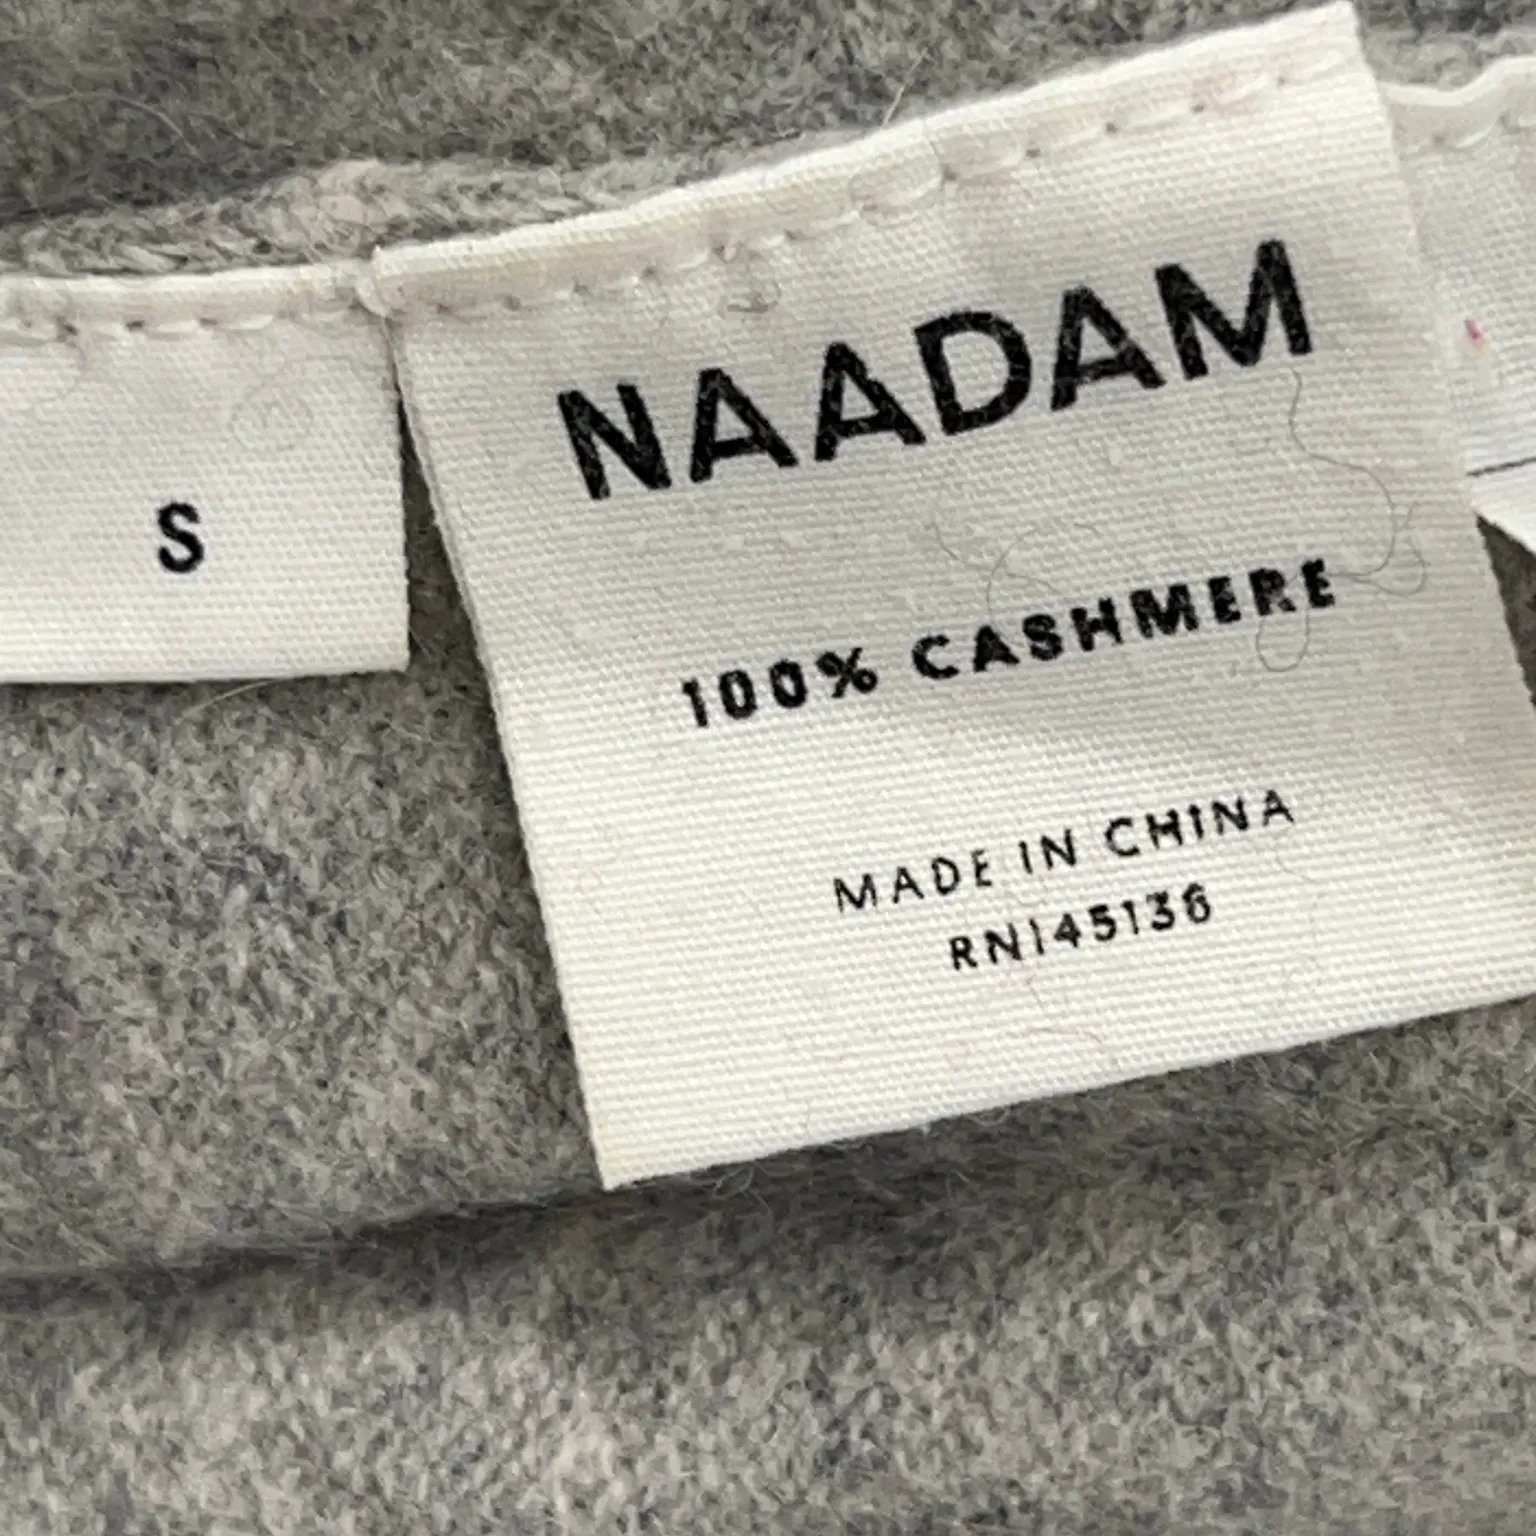 S
NAADAM
100% CASHMERE
MADE IN CHINA
RN145136